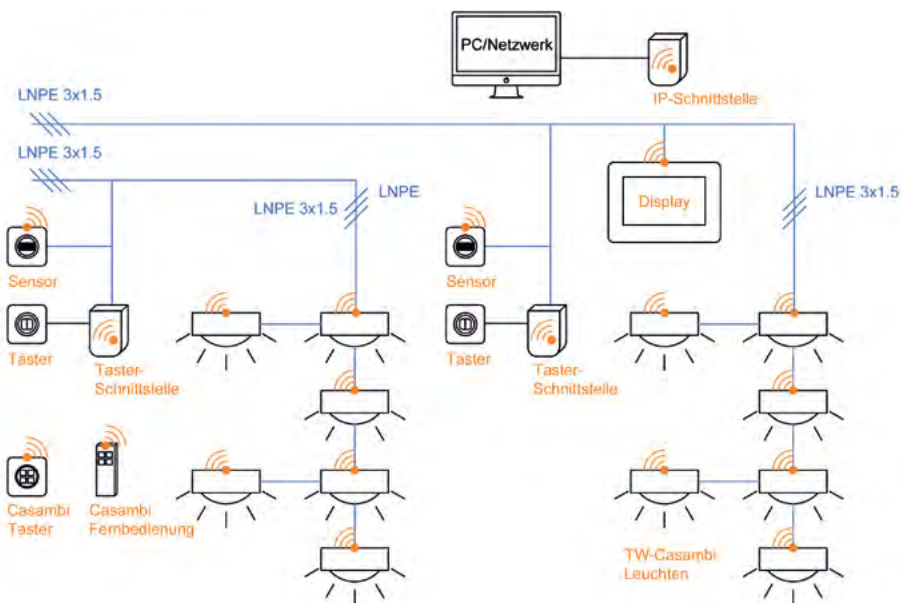 PC/Netzwerk
IP-Schnittstelle
LNPE 3x1.5
LNPE 3x1.5
LNPE 3x1.5
LNPE
Display
LNPE 3x1.5
Sensor
Sensor
Taster
Taster-
Schnittstelle
Taster
Taster-
Schnittstelle
Casambi
Taster
Casambi
Fernbedienung
TW-Casambi
Leuchten